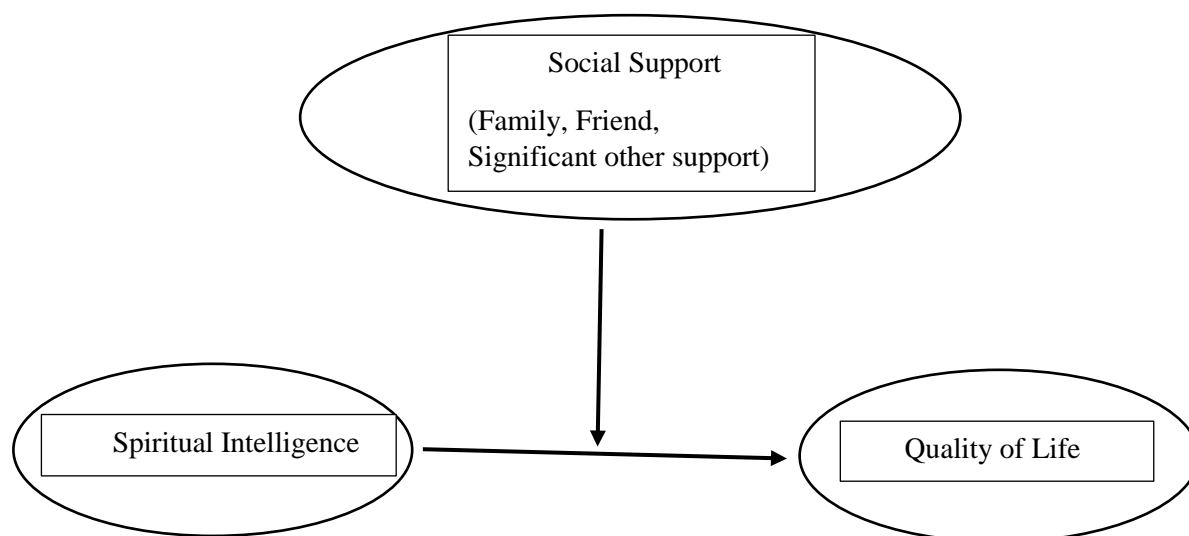 Social Support
(Family, Friend,
Significant other support)
Spiritual Intelligence
Quality of Life